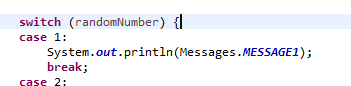 switch (randomNumber) {
case 1:
System.out.println(Messages.MESSAGE1);
break;
case 2: